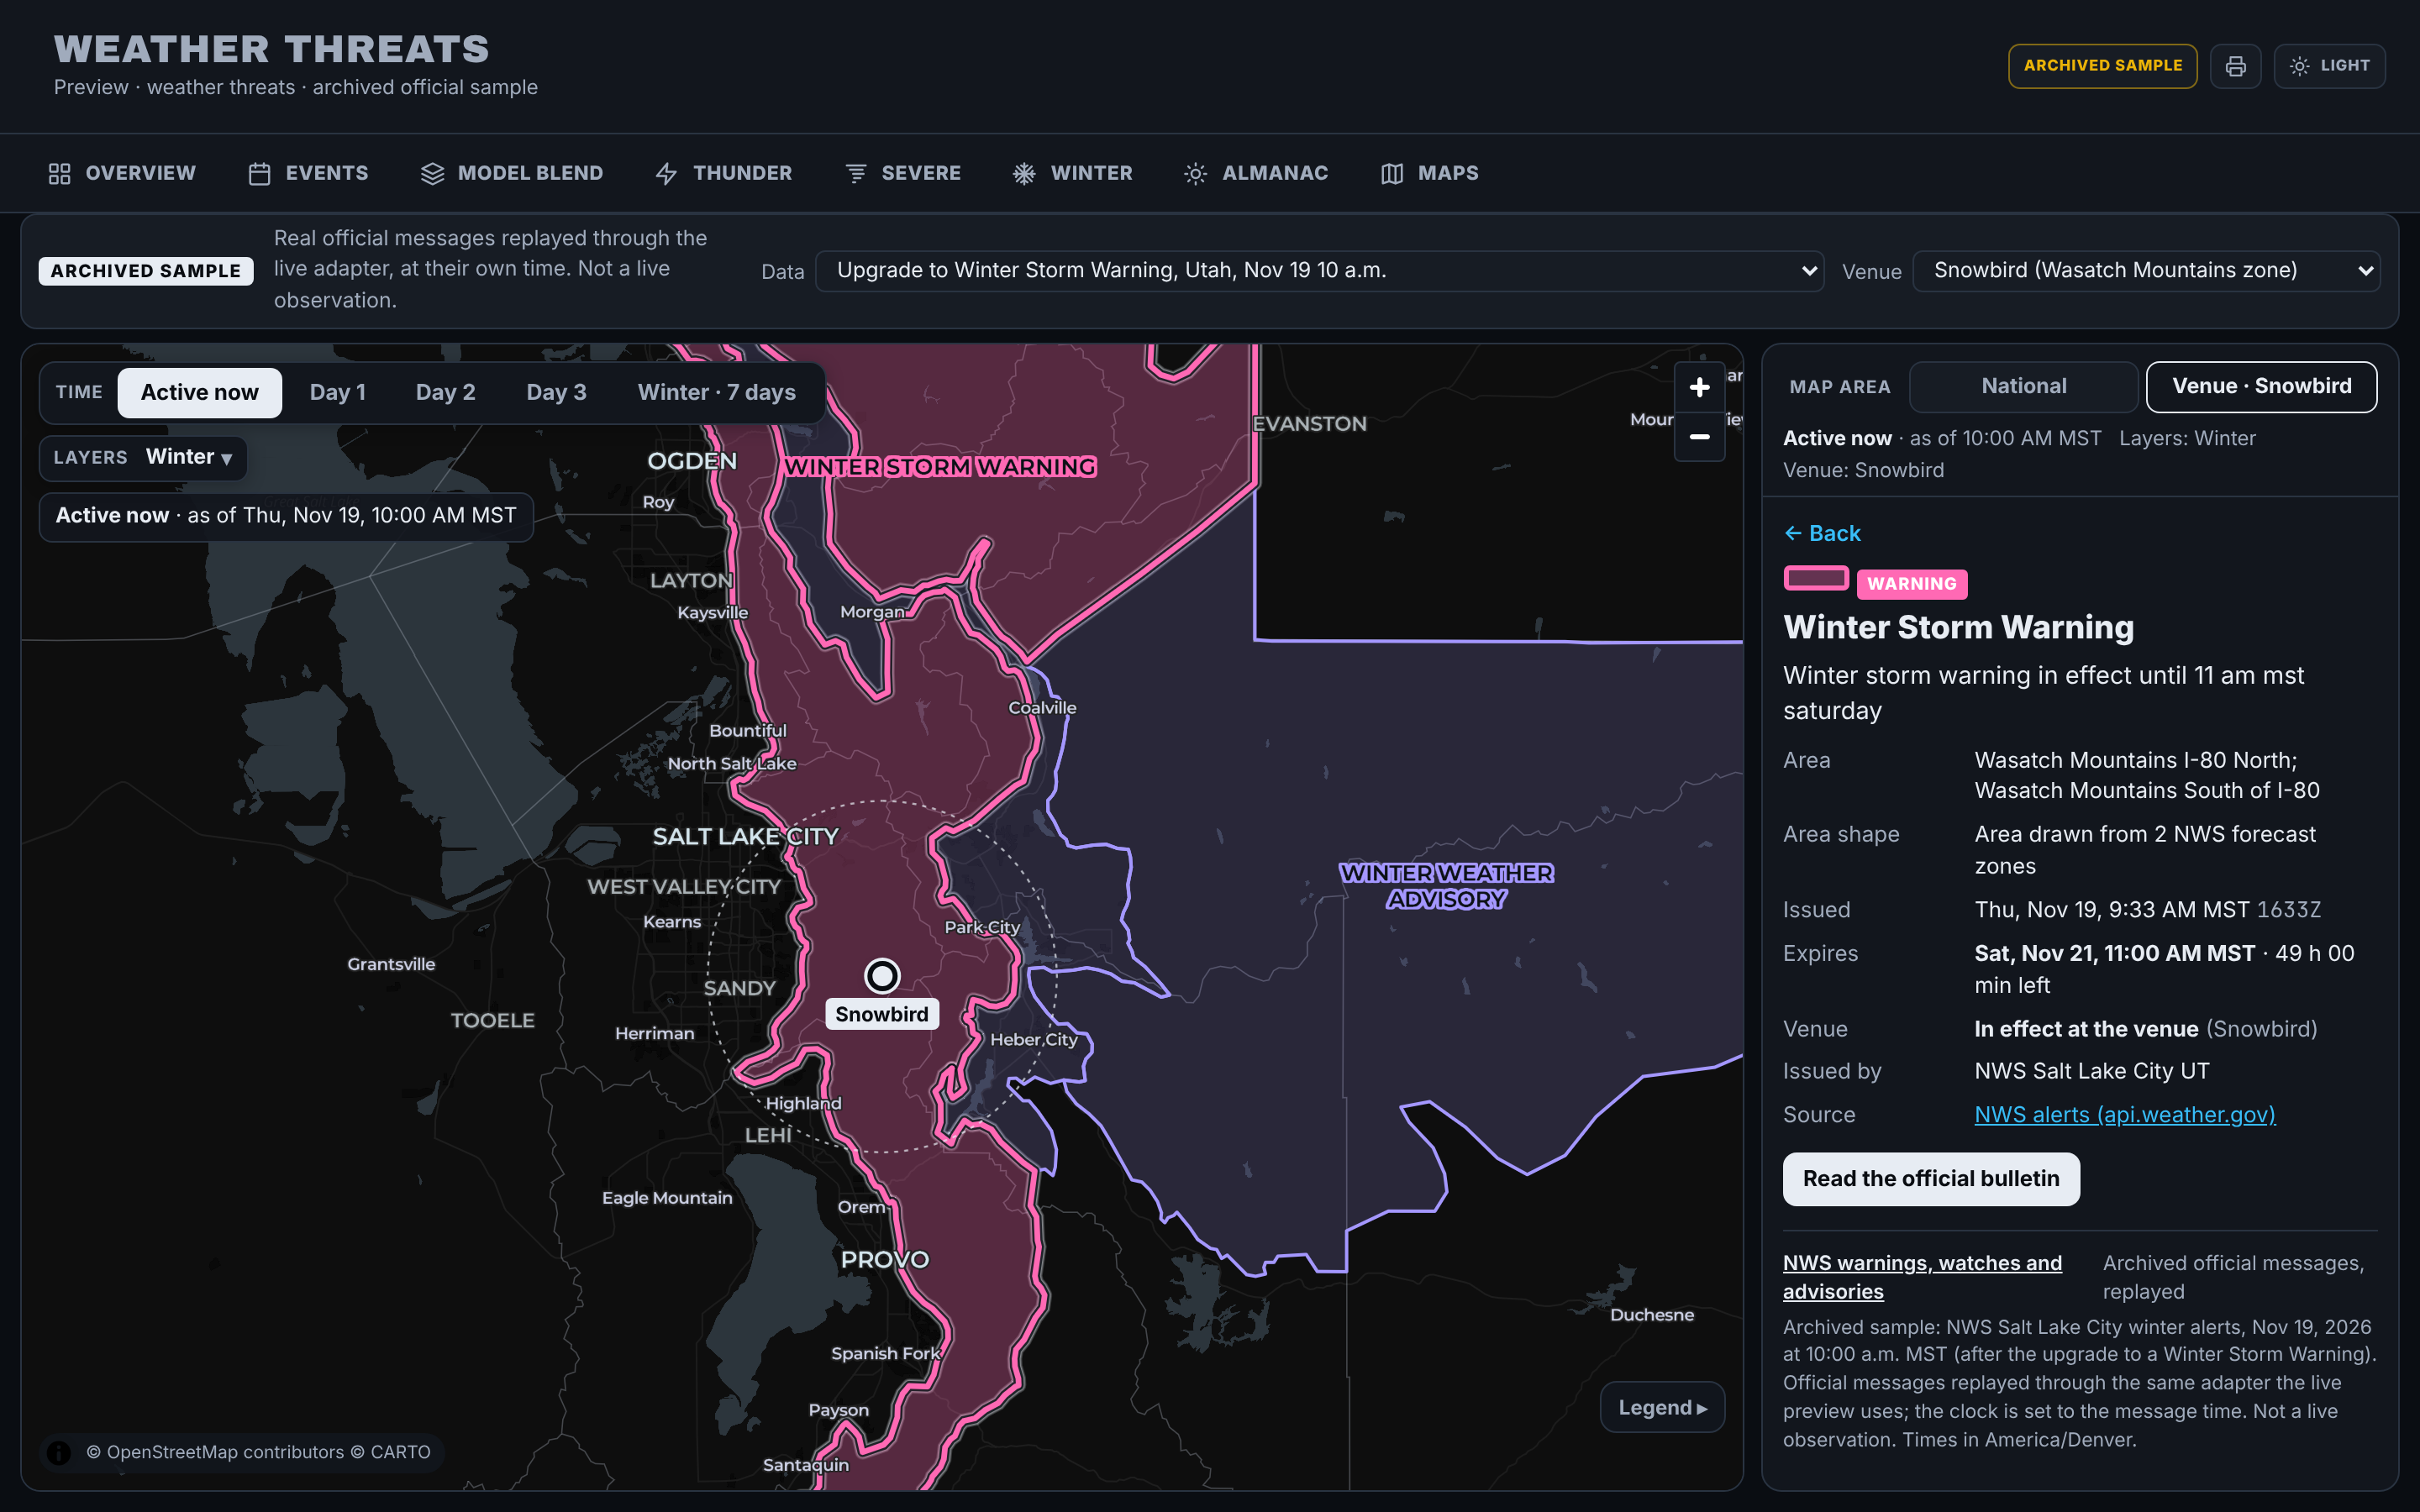 WEATHER THREATS
Preview · weather threats · archived official sample
ARCHIVED SAMPLE
LIGHT
OVERVIEW
EVENTS
MODEL BLEND
THUNDER
SEVERE
WINTER
ALMANAC
MAPS
ARCHIVED SAMPLE
Real official messages replayed through the
live adapter, at their own time. Not a live
observation.
Data
Upgrade to Winter Storm Warning, Utah, Nov 19 10 a.m.
Venue
Snowbird (Wasatch Mountains zone)
TIME
Active now
Day 1
Day 2
Day 3
Winter · 7 days
LAYERS Winter ▾
Active now · as of Thu, Nov 19, 10:00 AM MST
+
−
EVANSTON
OGDEN
WINTER STORM WARNING
Roy
LAYTON
Kaysville
Morgan
Coalville
Bountiful
North Salt Lake
SALT LAKE CITY
WEST VALLEY CITY
Kearns
WINTER WEATHER
ADVISORY
Park City
Grantsville
SANDY
Snowbird
TOOELE
Herriman
Heber City
Highland
LEHI
Eagle Mountain
Orem
PROVO
Duchesne
Spanish Fork
Payson
Santaquin
Legend ▸
© OpenStreetMap contributors © CARTO
MAP AREA
National
Venue · Snowbird
Active now · as of 10:00 AM MST Layers: Winter
Venue: Snowbird
← Back
WARNING
Winter Storm Warning
Winter storm warning in effect until 11 am mst
saturday
Area
Wasatch Mountains I-80 North;
Wasatch Mountains South of I-80
Area shape
Area drawn from 2 NWS forecast
zones
Issued
Thu, Nov 19, 9:33 AM MST 1633Z
Expires
Sat, Nov 21, 11:00 AM MST · 49 h 00
min left
Venue
In effect at the venue (Snowbird)
Issued by
NWS Salt Lake City UT
Source
NWS alerts (api.weather.gov)
Read the official bulletin
NWS warnings, watches and
advisories
Archived official messages,
replayed
Archived sample: NWS Salt Lake City winter alerts, Nov 19, 2026
at 10:00 a.m. MST (after the upgrade to a Winter Storm Warning).
Official messages replayed through the same adapter the live
preview uses; the clock is set to the message time. Not a live
observation. Times in America/Denver.